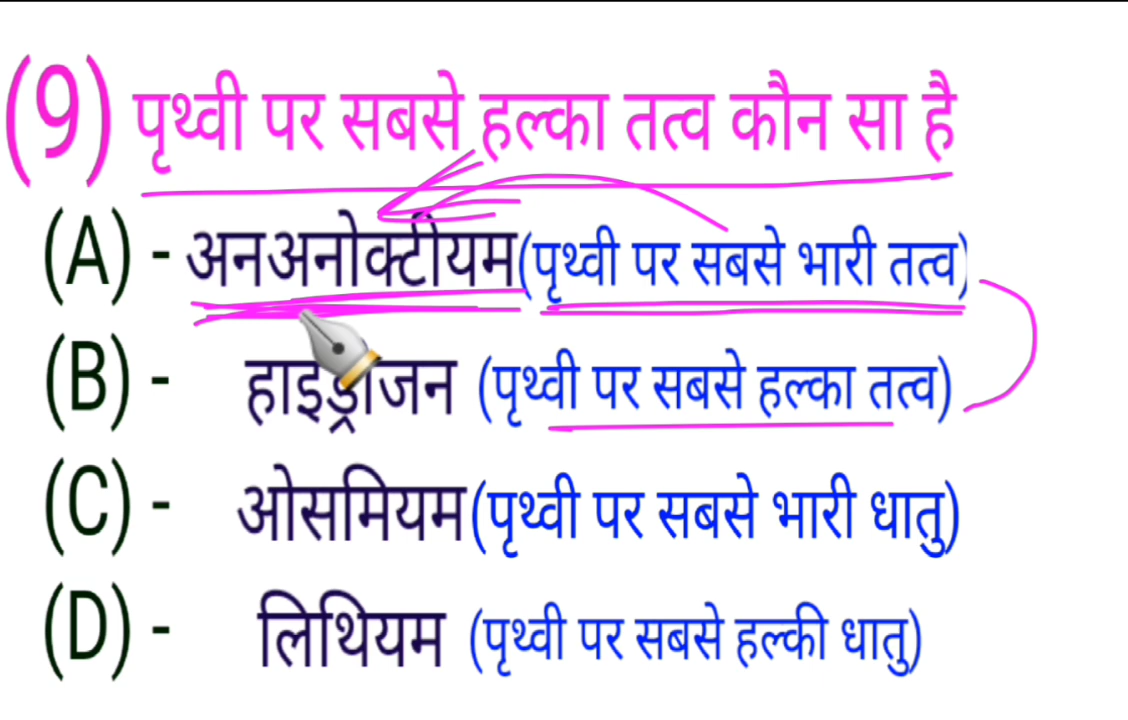 (9) पृथ्वी पर सबसे हल्का तत्व कौन सा है
(A) - अनअनोक्टीयम(पृथ्वी पर सबसे भारी तत्व)
(B) - हाइड्रोजन (पृथ्वी पर सबसे हल्का तत्व)
(C) - ओसमियम(पृथ्वी पर सबसे भारी धातु)
(D) - लिथियम (पृथ्वी पर सबसे हल्की धातु)